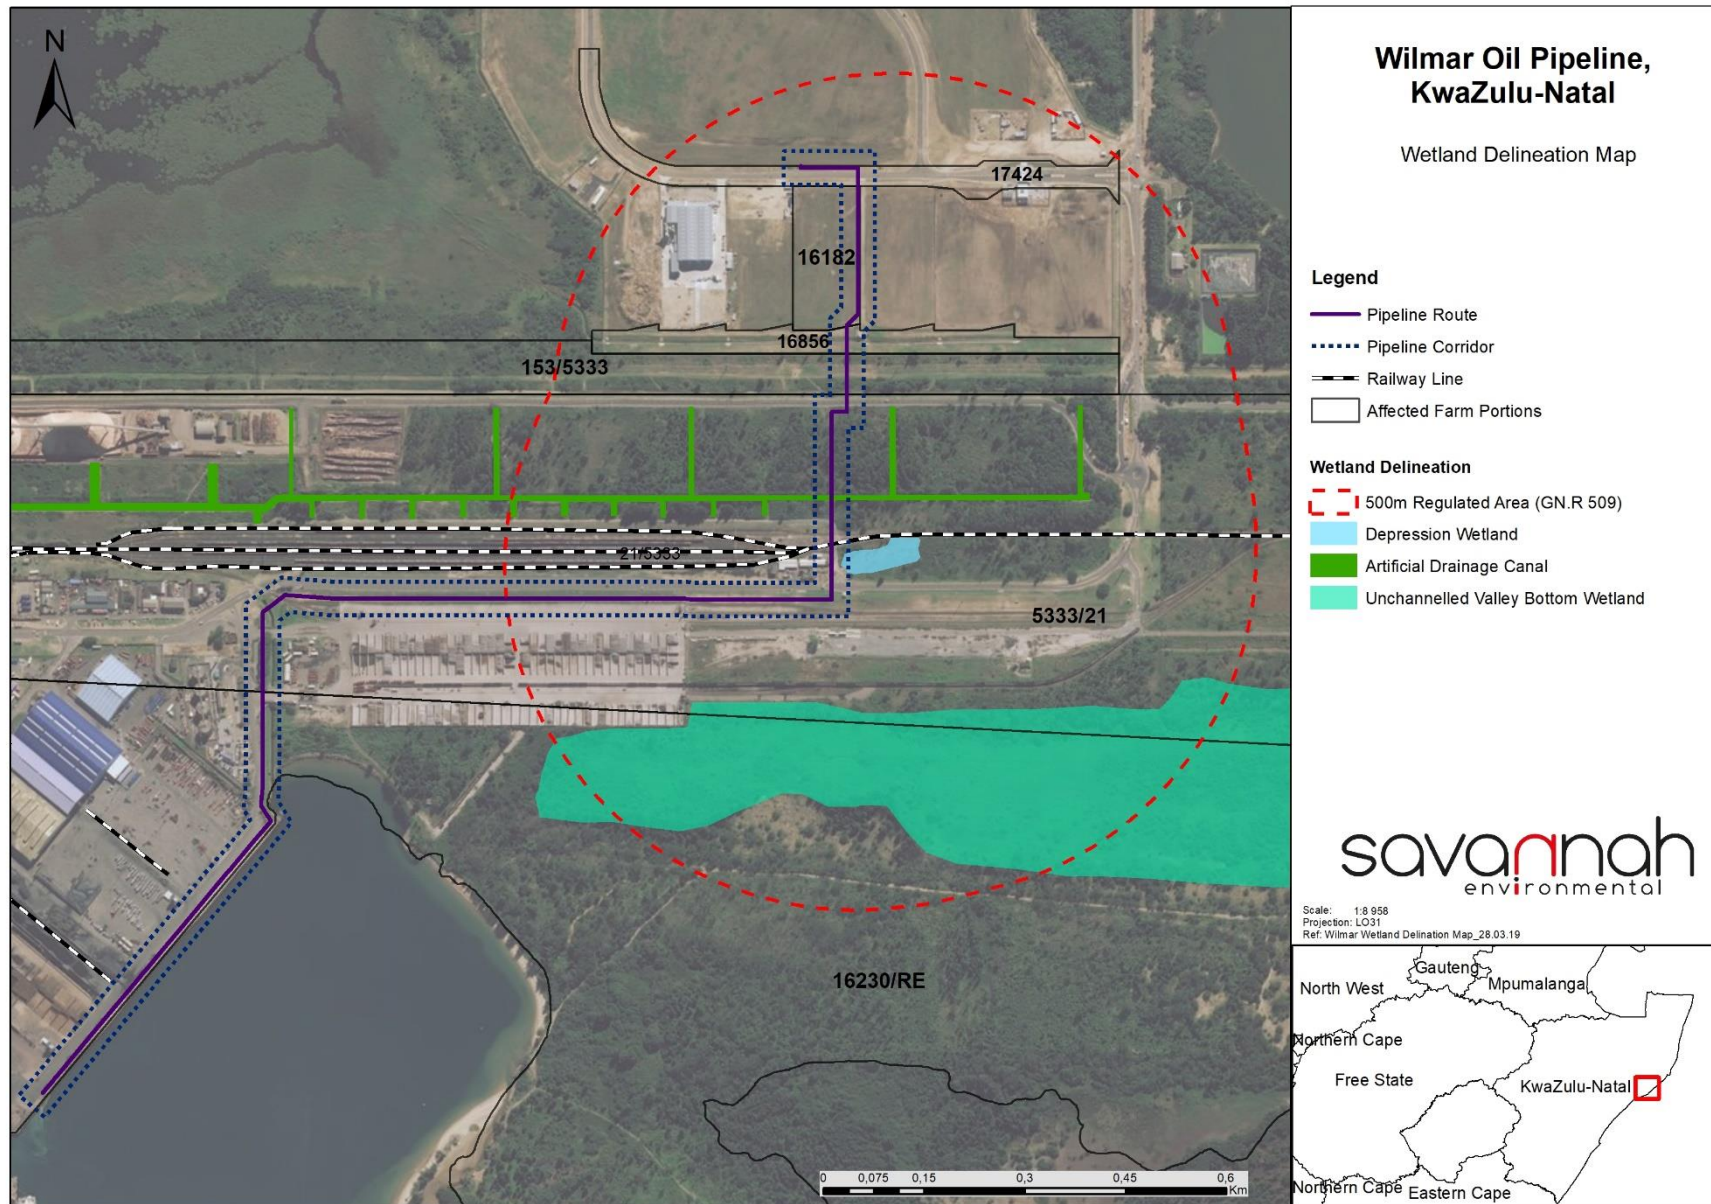 N
17424
16182
16856
153/5333
21/5333
5333/21
16230/RE
0 0,075 0,15 0,3 0,45 0,6
Km
Wilmar Oil Pipeline,
KwaZulu-Natal
Wetland Delineation Map
Legend
Pipeline Route
Pipeline Corridor
Railway Line
Affected Farm Portions
Wetland Delineation
500m Regulated Area (GN.R 509)
Depression Wetland
Artificial Drainage Canal
Unchannelled Valley Bottom Wetland
savannah
environmental
Scale: 1:8 958
Projection: LO31
Ref: Wilmar Wetland Delination Map_28.03.19
Gauteng
North West
Mpumalanga
Northern Cape
Free State
KwaZulu-Natal
Northern Cape
Eastern Cape